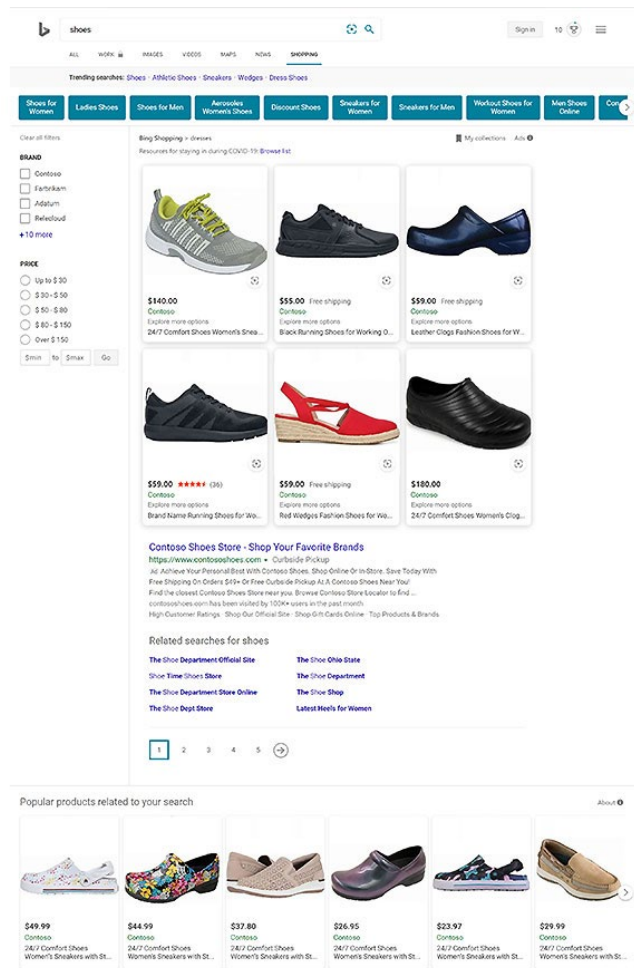 shoes
Sign in
10
ALL WORK IMAGES VIDEOS MAPS NEWS SHOPPING
Trending searches: Shoes · Athletic Shoes · Sneakers · Wedges · Dress Shoes
Shoes for Women
Ladies Shoes
Shoes for Men
Aerosoles Women's Shoes
Discount Shoes
Sneakers for Women
Sneakers for Men
Workout Shoes for Women
Men Shoes Online
Clear all filters
BRAND
Contoso
Farbrikam
Adatum
Relecloud
+10 more
PRICE
Up to $ 30
$ 30 - $ 50
$ 50 - $ 80
$ 80 - $ 150
Over $ 150
$min to $max Go
Bing Shopping > dresses
My collections Ads
Resources for staying in during COVID-19: Browse list
$140.00
Contoso
Explore more options
24/7 Comfort Shoes Women's Snea...
$55.00 Free shipping
Contoso
Explore more options
Black Running Shoes for Working O...
$59.00 Free shipping
Contoso
Explore more options
Leather Clogs Fashion Shoes for W...
$59.00 (36)
Contoso
Explore more options
Brand Name Running Shoes for Wo...
$59.00 Free shipping
Contoso
Explore more options
Red Wedges Fashion Shoes for Wo...
$180.00
Contoso
Explore more options
24/7 Comfort Shoes Women's Clog...
Contoso Shoes Store - Shop Your Favorite Brands
https://www.contososhoes.com • Curbside Pickup
Ad Achieve Your Personal Best With Contoso Shoes. Shop Online Or In-Store. Save Today With
Free Shipping On Orders $49+ Or Free Curbside Pickup At A Contoso Shoes Near You!
Find the closest Contoso Shoes Store near you. Browse Contoso Store Locator to find ...
contososhoes.com has been visited by 100K+ users in the past month
High Customer Ratings · Shop Our Official Site · Shop Gift Cards Online · Top Products & Brands
Related searches for shoes
The Shoe Department Official Site
The Shoe Ohio State
Shoe Time Shoes Store
The Shoe Department
The Shoe Department Store Online
The Shoe Shop
The Shoe Dept Store
Latest Heels for Women
1 2 3 4 5
Popular products related to your search
About
$49.99
Contoso
24/7 Comfort Shoes
Women's Sneakers with St...
$44.99
Contoso
24/7 Comfort Shoes
Women's Sneakers with St...
$37.80
Contoso
24/7 Comfort Shoes
Women's Sneakers with St...
$26.95
Contoso
24/7 Comfort Shoes
Women's Sneakers with St...
$23.97
Contoso
24/7 Comfort Shoes
Women's Sneakers with St...
$29.99
Contoso
24/7 Comfort Shoes
Women's Sneakers with St...